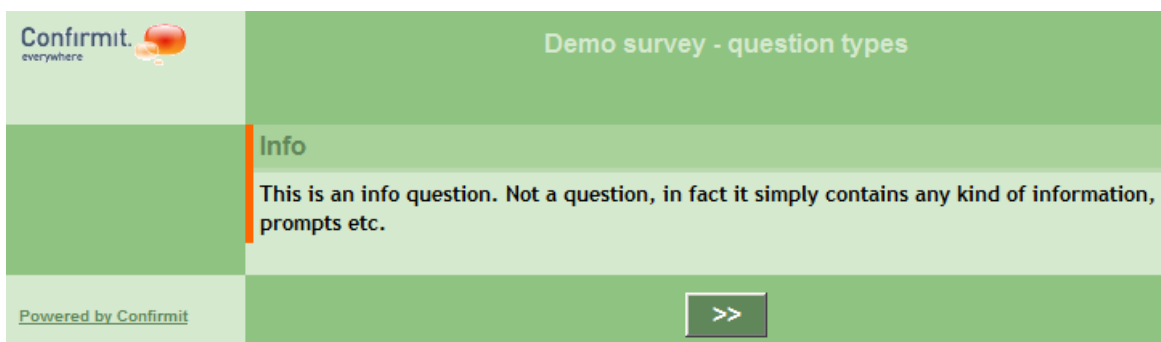 Confirmit.
everywhere
Demo survey - question types
Info
This is an info question. Not a question, in fact it simply contains any kind of information,
prompts etc.
Powered by Confirmit
>>